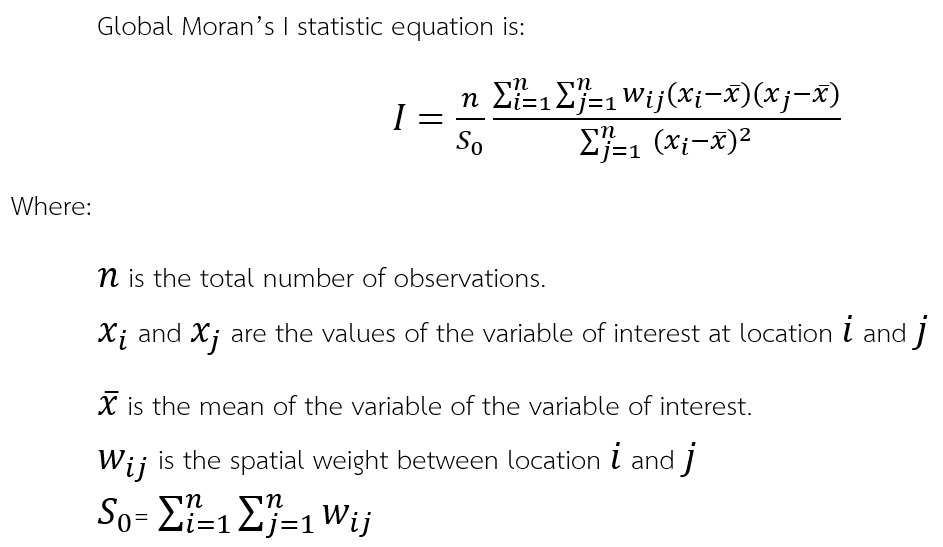 Global Moran's I statistic equation is:
I = \frac{n}{S_0} \frac{\sum_{i=1}^{n} \sum_{j=1}^{n} w_{ij}(x_i-\bar{x})(x_j-\bar{x})}{\sum_{j=1}^{n} (x_i-\bar{x})^2}
Where:
n is the total number of observations.
x_i and x_j are the values of the variable of interest at location i and j
\bar{x} is the mean of the variable of the variable of interest.
w_{ij} is the spatial weight between location i and j
S_0 = \sum_{i=1}^{n} \sum_{j=1}^{n} w_{ij}